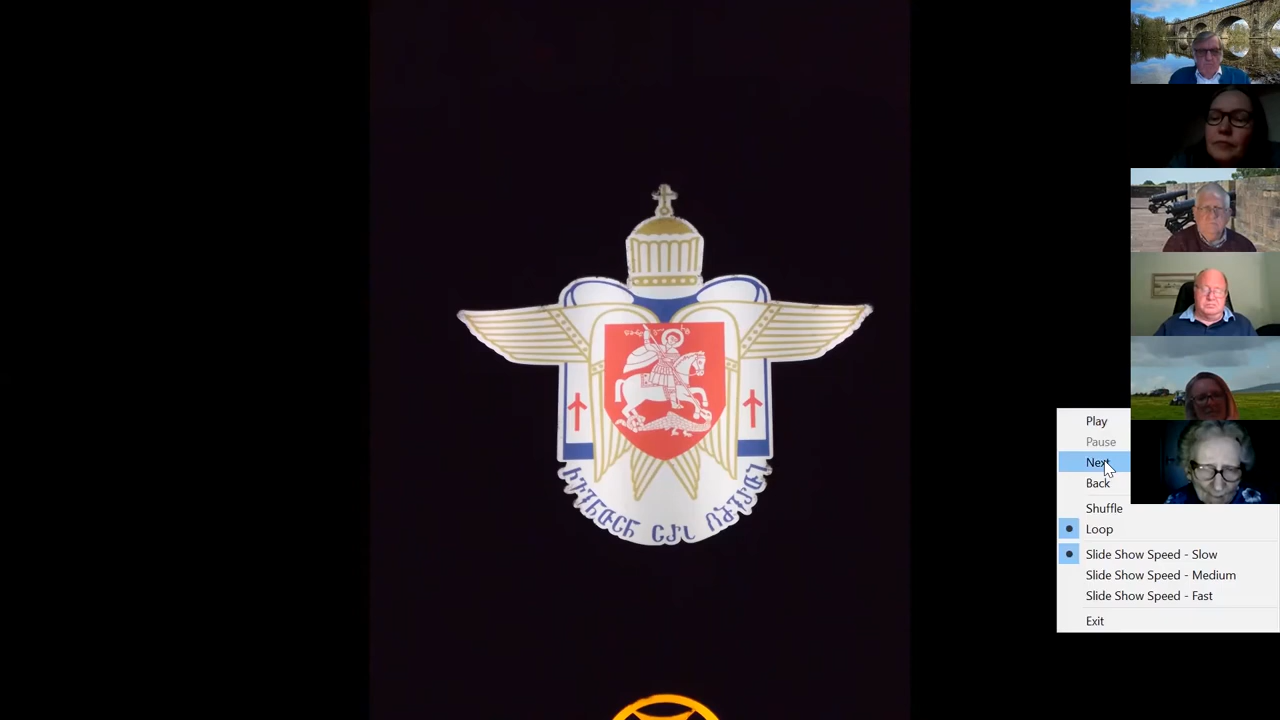 Play
Pause
Next
Back
Shuffle
Loop
Slide Show Speed - Slow
Slide Show Speed - Medium
Slide Show Speed - Fast
Exit